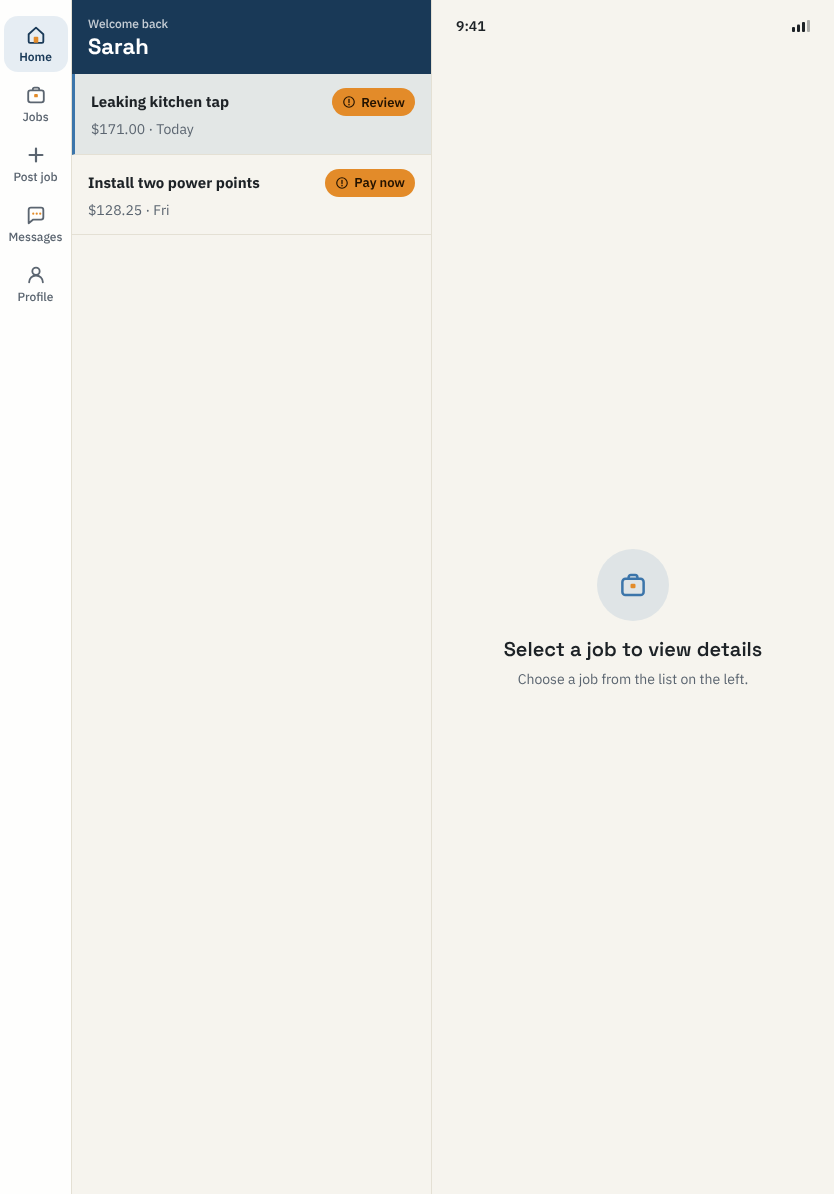 Home
Jobs
Post job
Messages
Profile
Welcome back
Sarah
Leaking kitchen tap
Review
$171.00 · Today
Install two power points
Pay now
$128.25 · Fri
9:41
Select a job to view details
Choose a job from the list on the left.